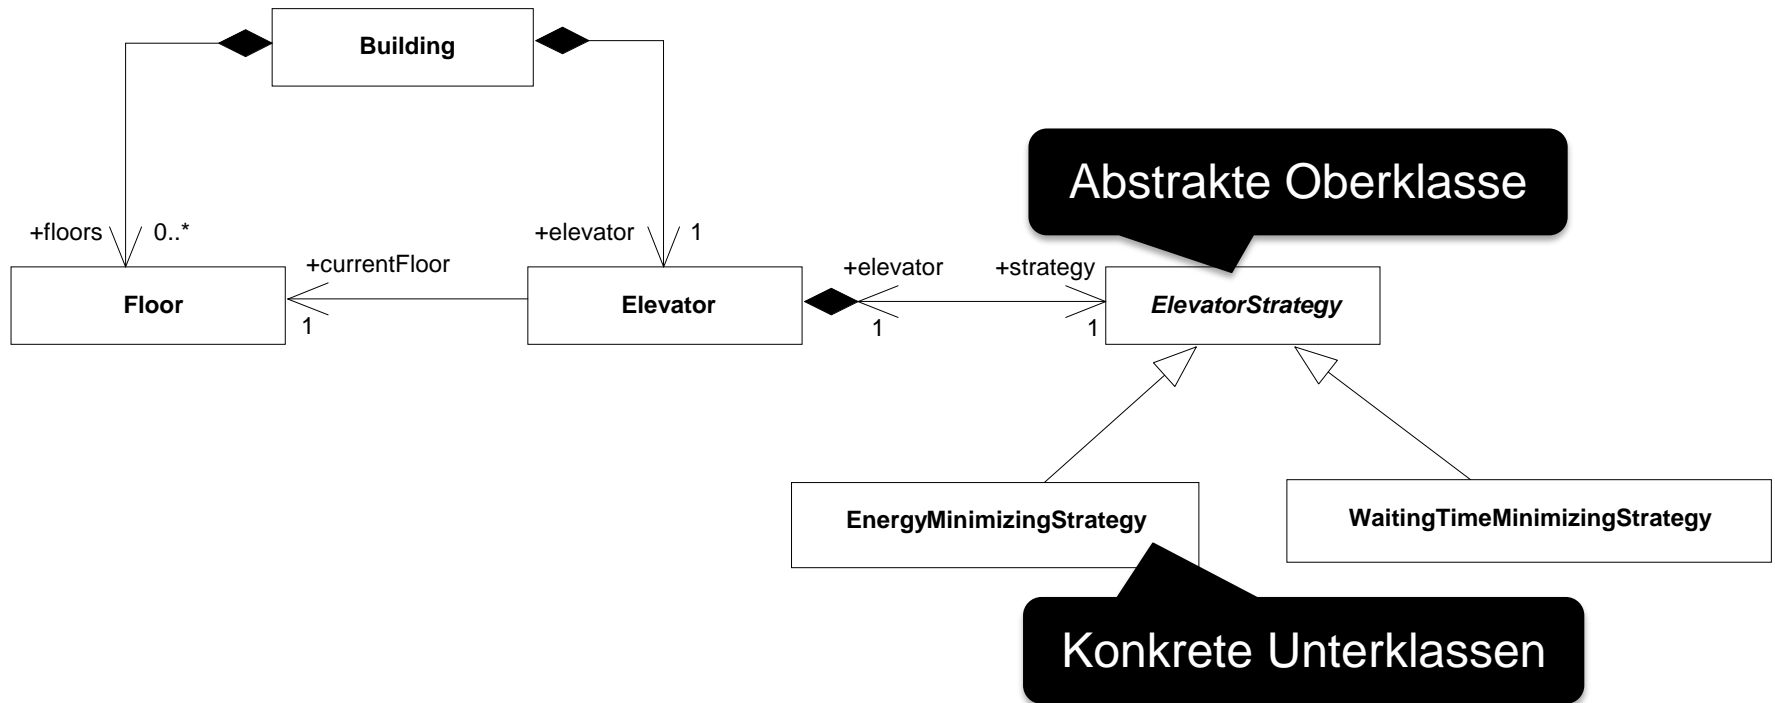 Building
Abstrakte Oberklasse
+floors
0..*
+elevator
1
+currentFloor
+elevator
+strategy
Floor
Elevator
ElevatorStrategy
1
1
1
EnergyMinimizingStrategy
WaitingTimeMinimizingStrategy
Konkrete Unterklassen